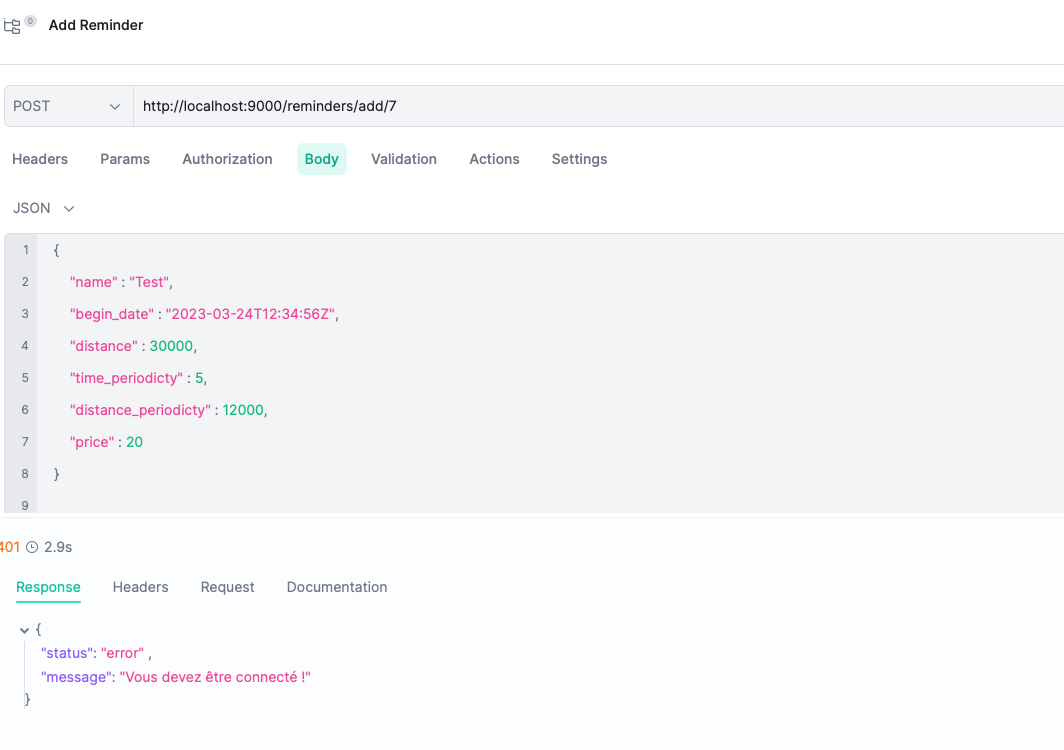 0 Add Reminder
POST http://localhost:9000/reminders/add/7
Headers Params Authorization Body Validation Actions Settings
JSON
1 {
2 "name" : "Test",
3 "begin_date" : "2023-03-24T12:34:56Z",
4 "distance" : 30000,
5 "time_periodicty" : 5,
6 "distance_periodicty" : 12000,
7 "price" : 20
8 }
9
401 2.9s
Response Headers Request Documentation
{
"status": "error" ,
"message": "Vous devez être connecté !"
}